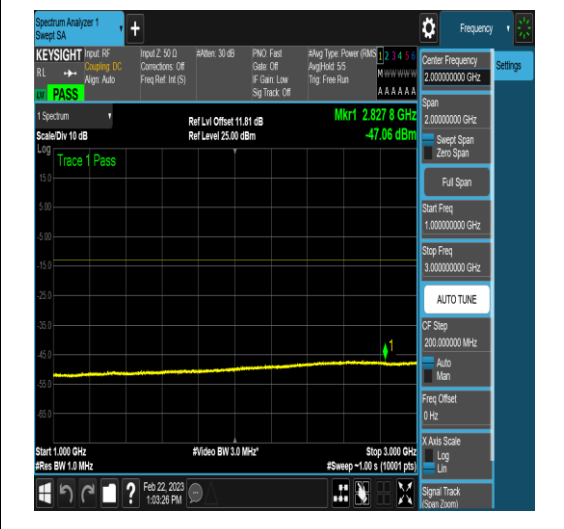 Spectrum Analyzer 1
Swept SA
+
Frequency
KEYSIGHT
RL
Input: RF
Coupling: DC
Align: Auto
Input Z: 50 Ω
Corrections: Off
Freq Ref: Int (S)
#Atten: 30 dB
PNO: Fast
Gate: Off
IF Gain: Low
Sig Track: Off
#Avg Type: Power (RMS
Avg|Hold: 5/5
Trig: Free Run
1 2 3 4 5 6
M W W W W W
A A A A A A
PASS
1 Spectrum
Scale/Div 10 dB
Ref Lvl Offset 11.81 dB
Ref Level 25.00 dBm
Mkr1 2.827 8 GHz
-47.06 dBm
Log
Trace 1 Pass
15.0
5.00
-5.00
-15.0
-25.0
-35.0
-45.0
-55.0
-65.0
1
Start 1.000 GHz
#Res BW 1.0 MHz
#Video BW 3.0 MHz*
Stop 3.000 GHz
#Sweep ~1.00 s (10001 pts)
?
Feb 22, 2023
1:03:26 PM
Settings
Center Frequency
2.000000000 GHz
Span
2.00000000 GHz
Swept Span
Zero Span
Full Span
Start Freq
1.000000000 GHz
Stop Freq
3.000000000 GHz
AUTO TUNE
CF Step
200.000000 MHz
Auto
Man
Freq Offset
0 Hz
X Axis Scale
Log
Lin
Signal Track
(Span Zoom)